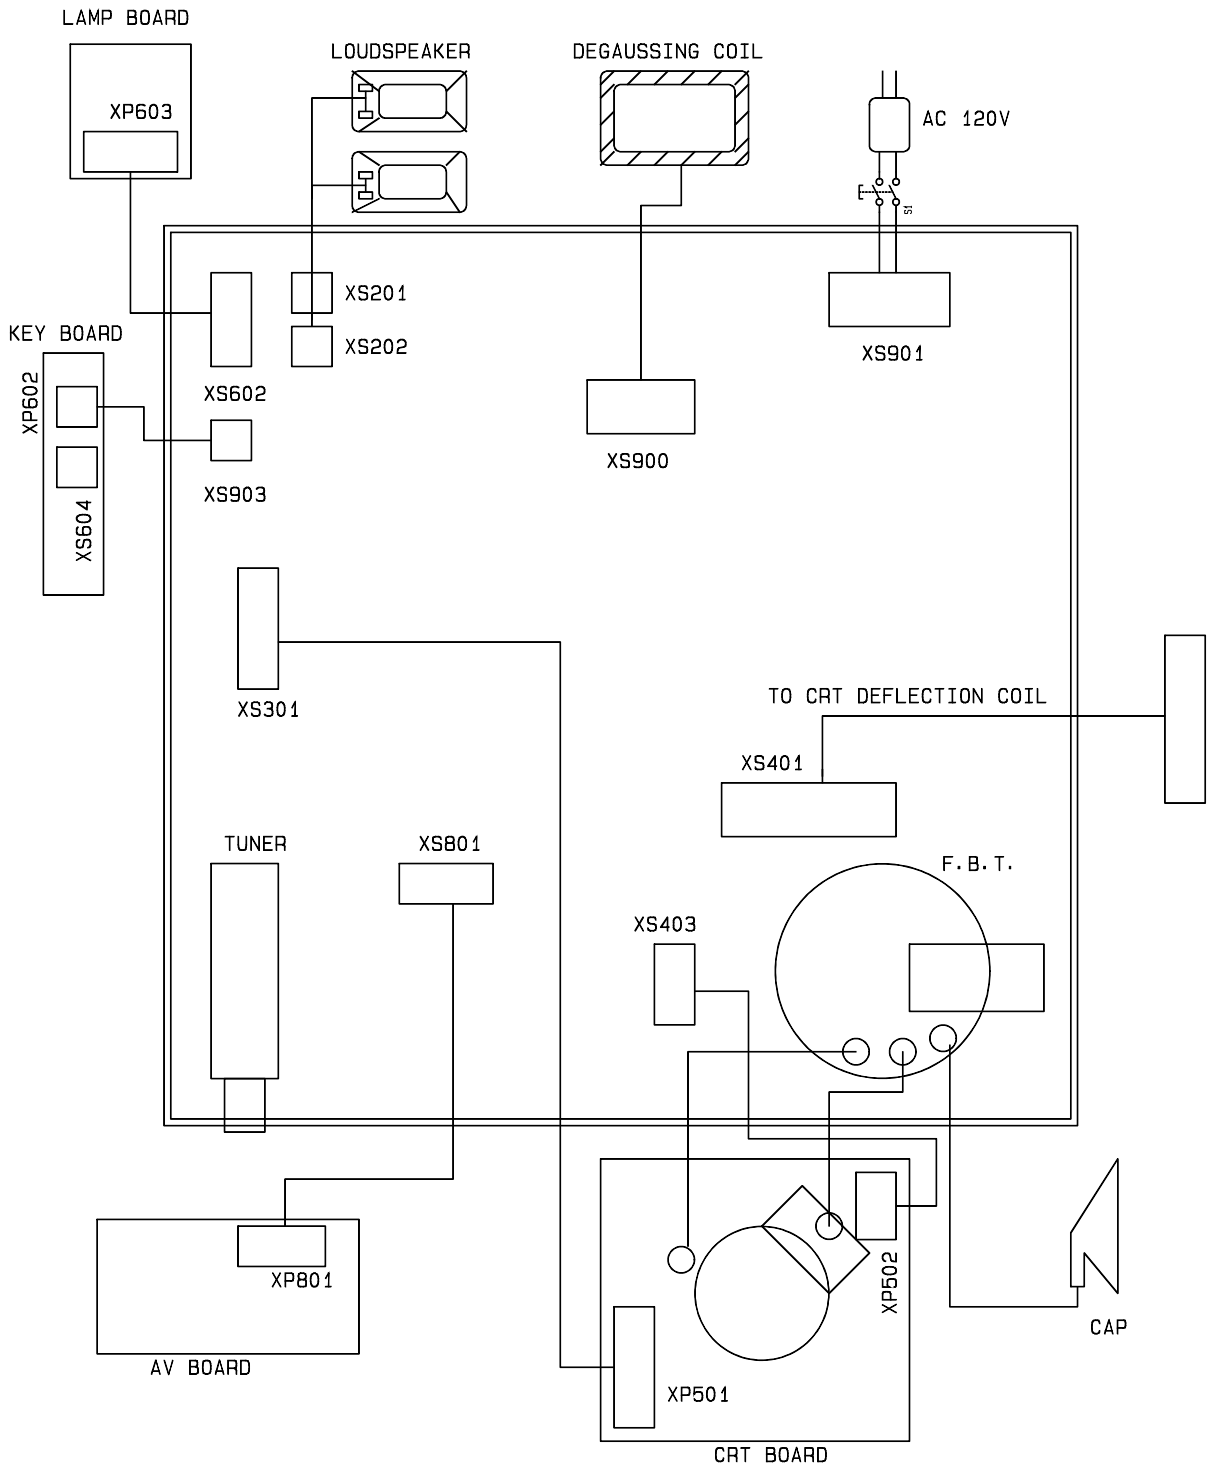 LAMP BOARD
LOUDSPEAKER
DEGAUSSING COIL
XP603
AC 120V
S1
XS201
KEY BOARD
XS202
XS901
XP602
XS602
XS900
XS903
XS604
TO CRT DEFLECTION COIL
XS301
XS401
TUNER
XS801
F.B.T.
XS403
XP801
XP502
CAP
AV BOARD
XP501
CRT BOARD